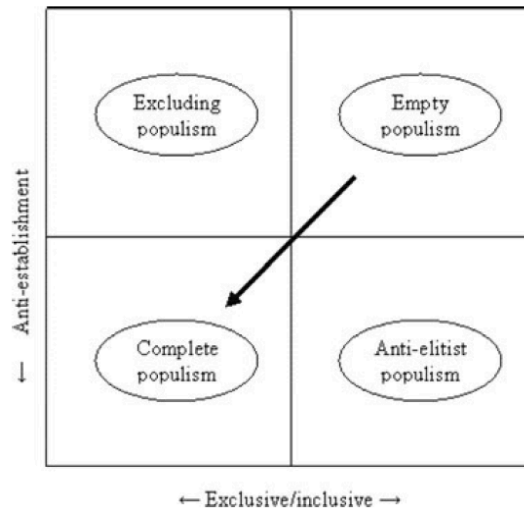 Excluding
populism
Empty
populism
← Anti-establishment
Complete
populism
Anti-elitist
populism
← Exclusive/inclusive →